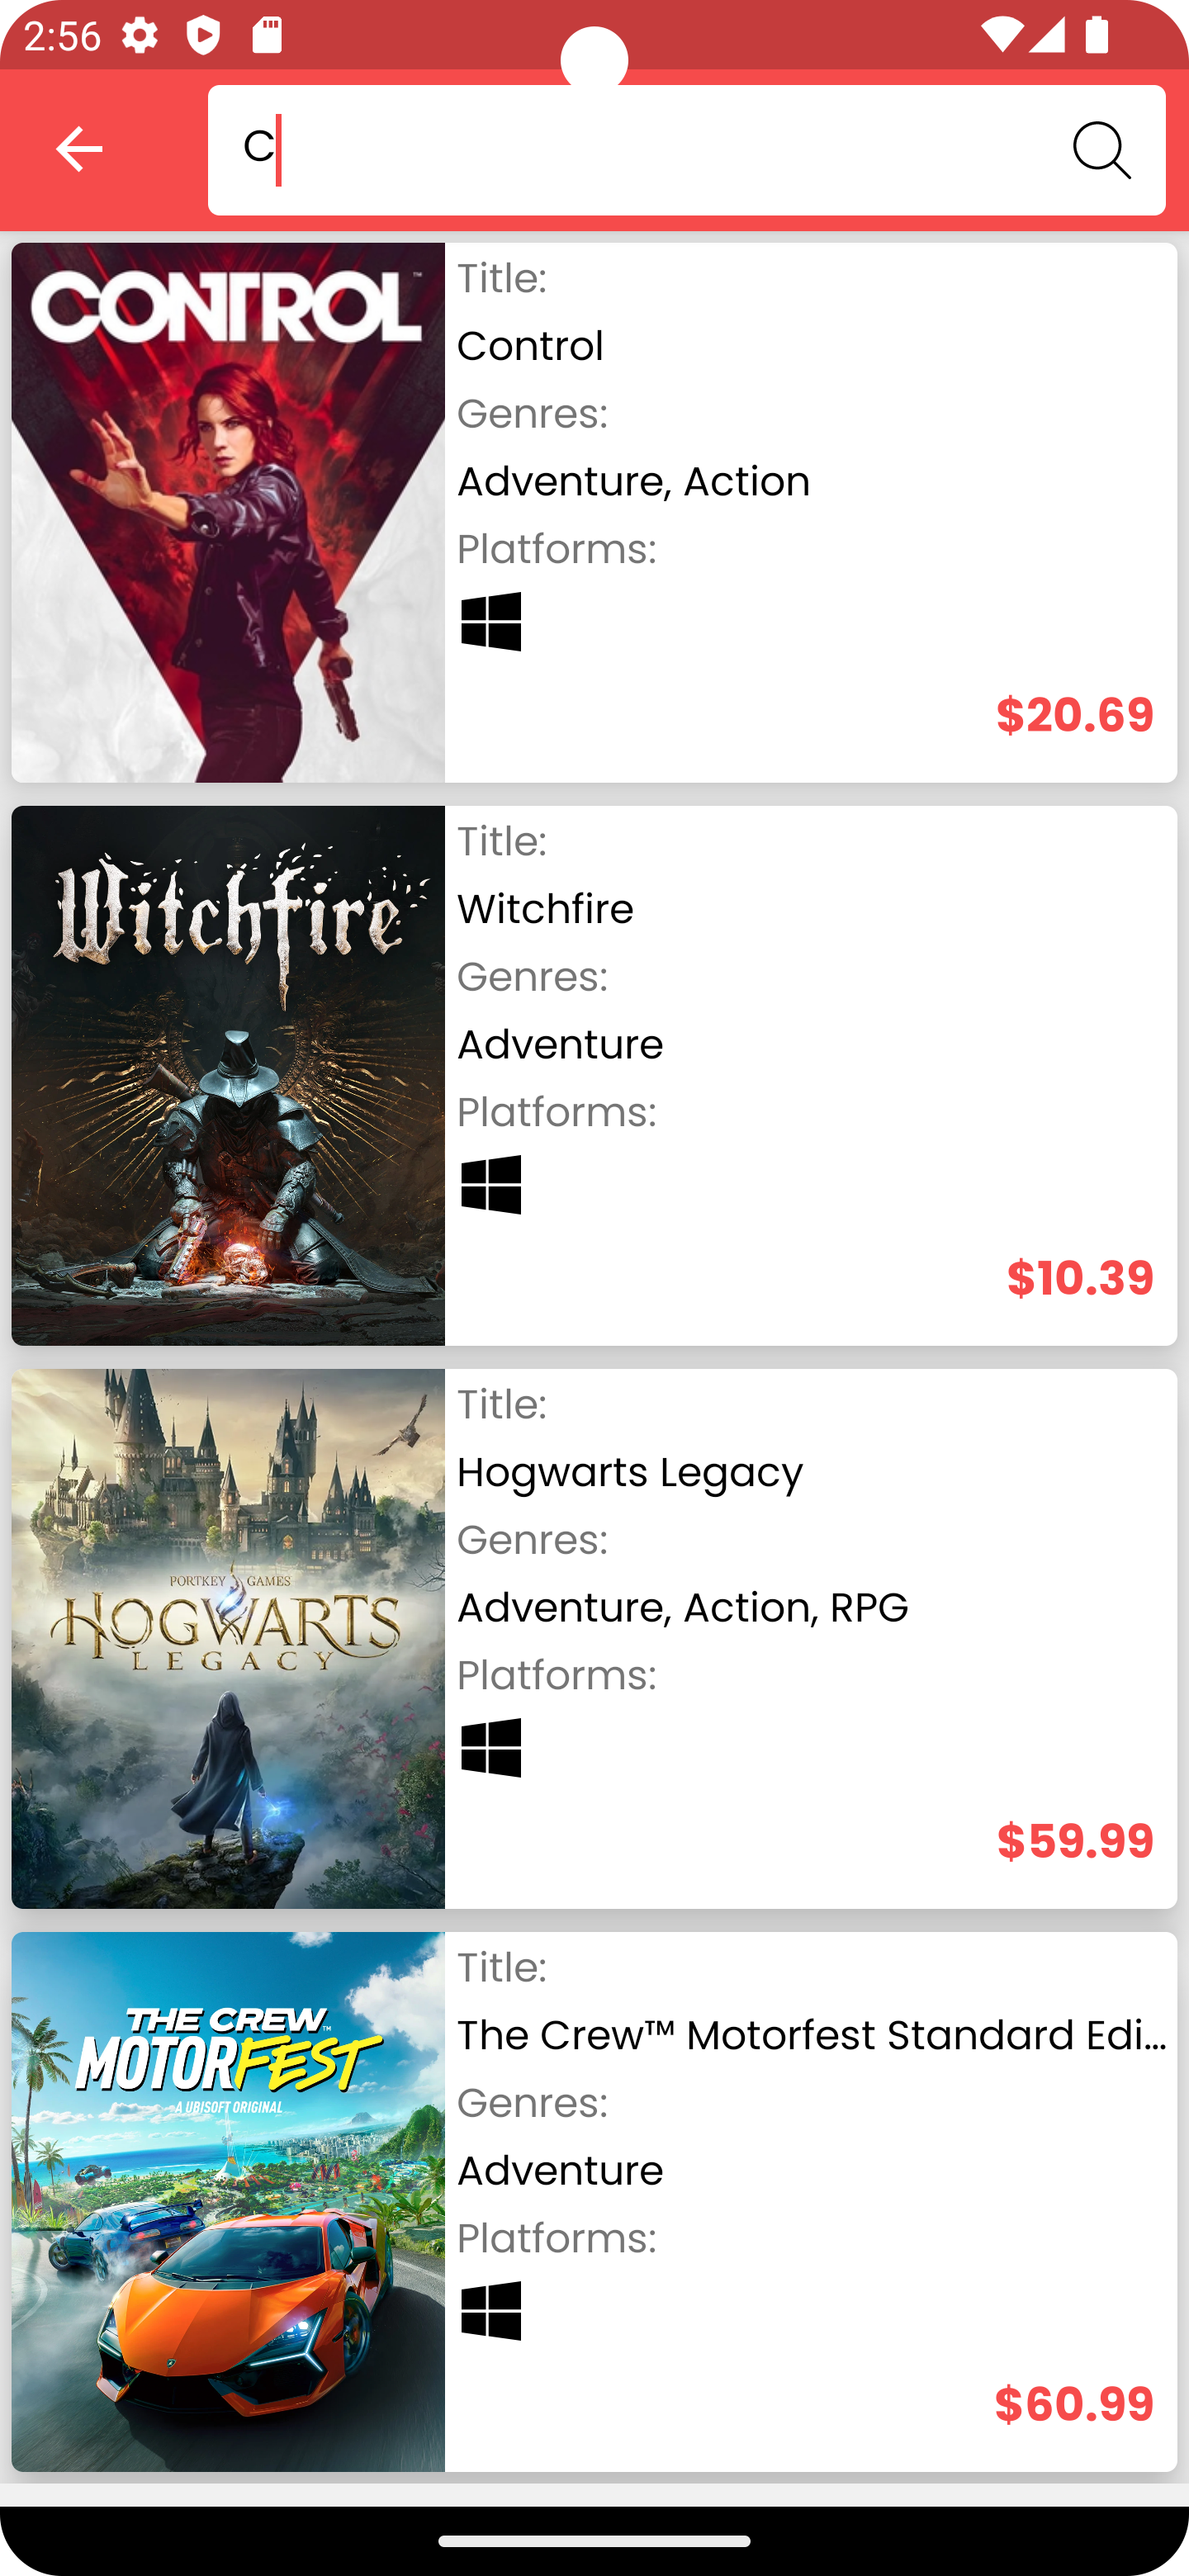 2:56
C
CONTROL™
Title:
Control
Genres:
Adventure, Action
Platforms:
$20.69
Witchfire
Title:
Witchfire
Genres:
Adventure
Platforms:
$10.39
PORTKEY GAMES
HOGWARTS
LEGACY
Title:
Hogwarts Legacy
Genres:
Adventure, Action, RPG
Platforms:
$59.99
THE CREW™
MOTORFEST
A UBISOFT ORIGINAL
Title:
The Crew™ Motorfest Standard Edi...
Genres:
Adventure
Platforms:
$60.99